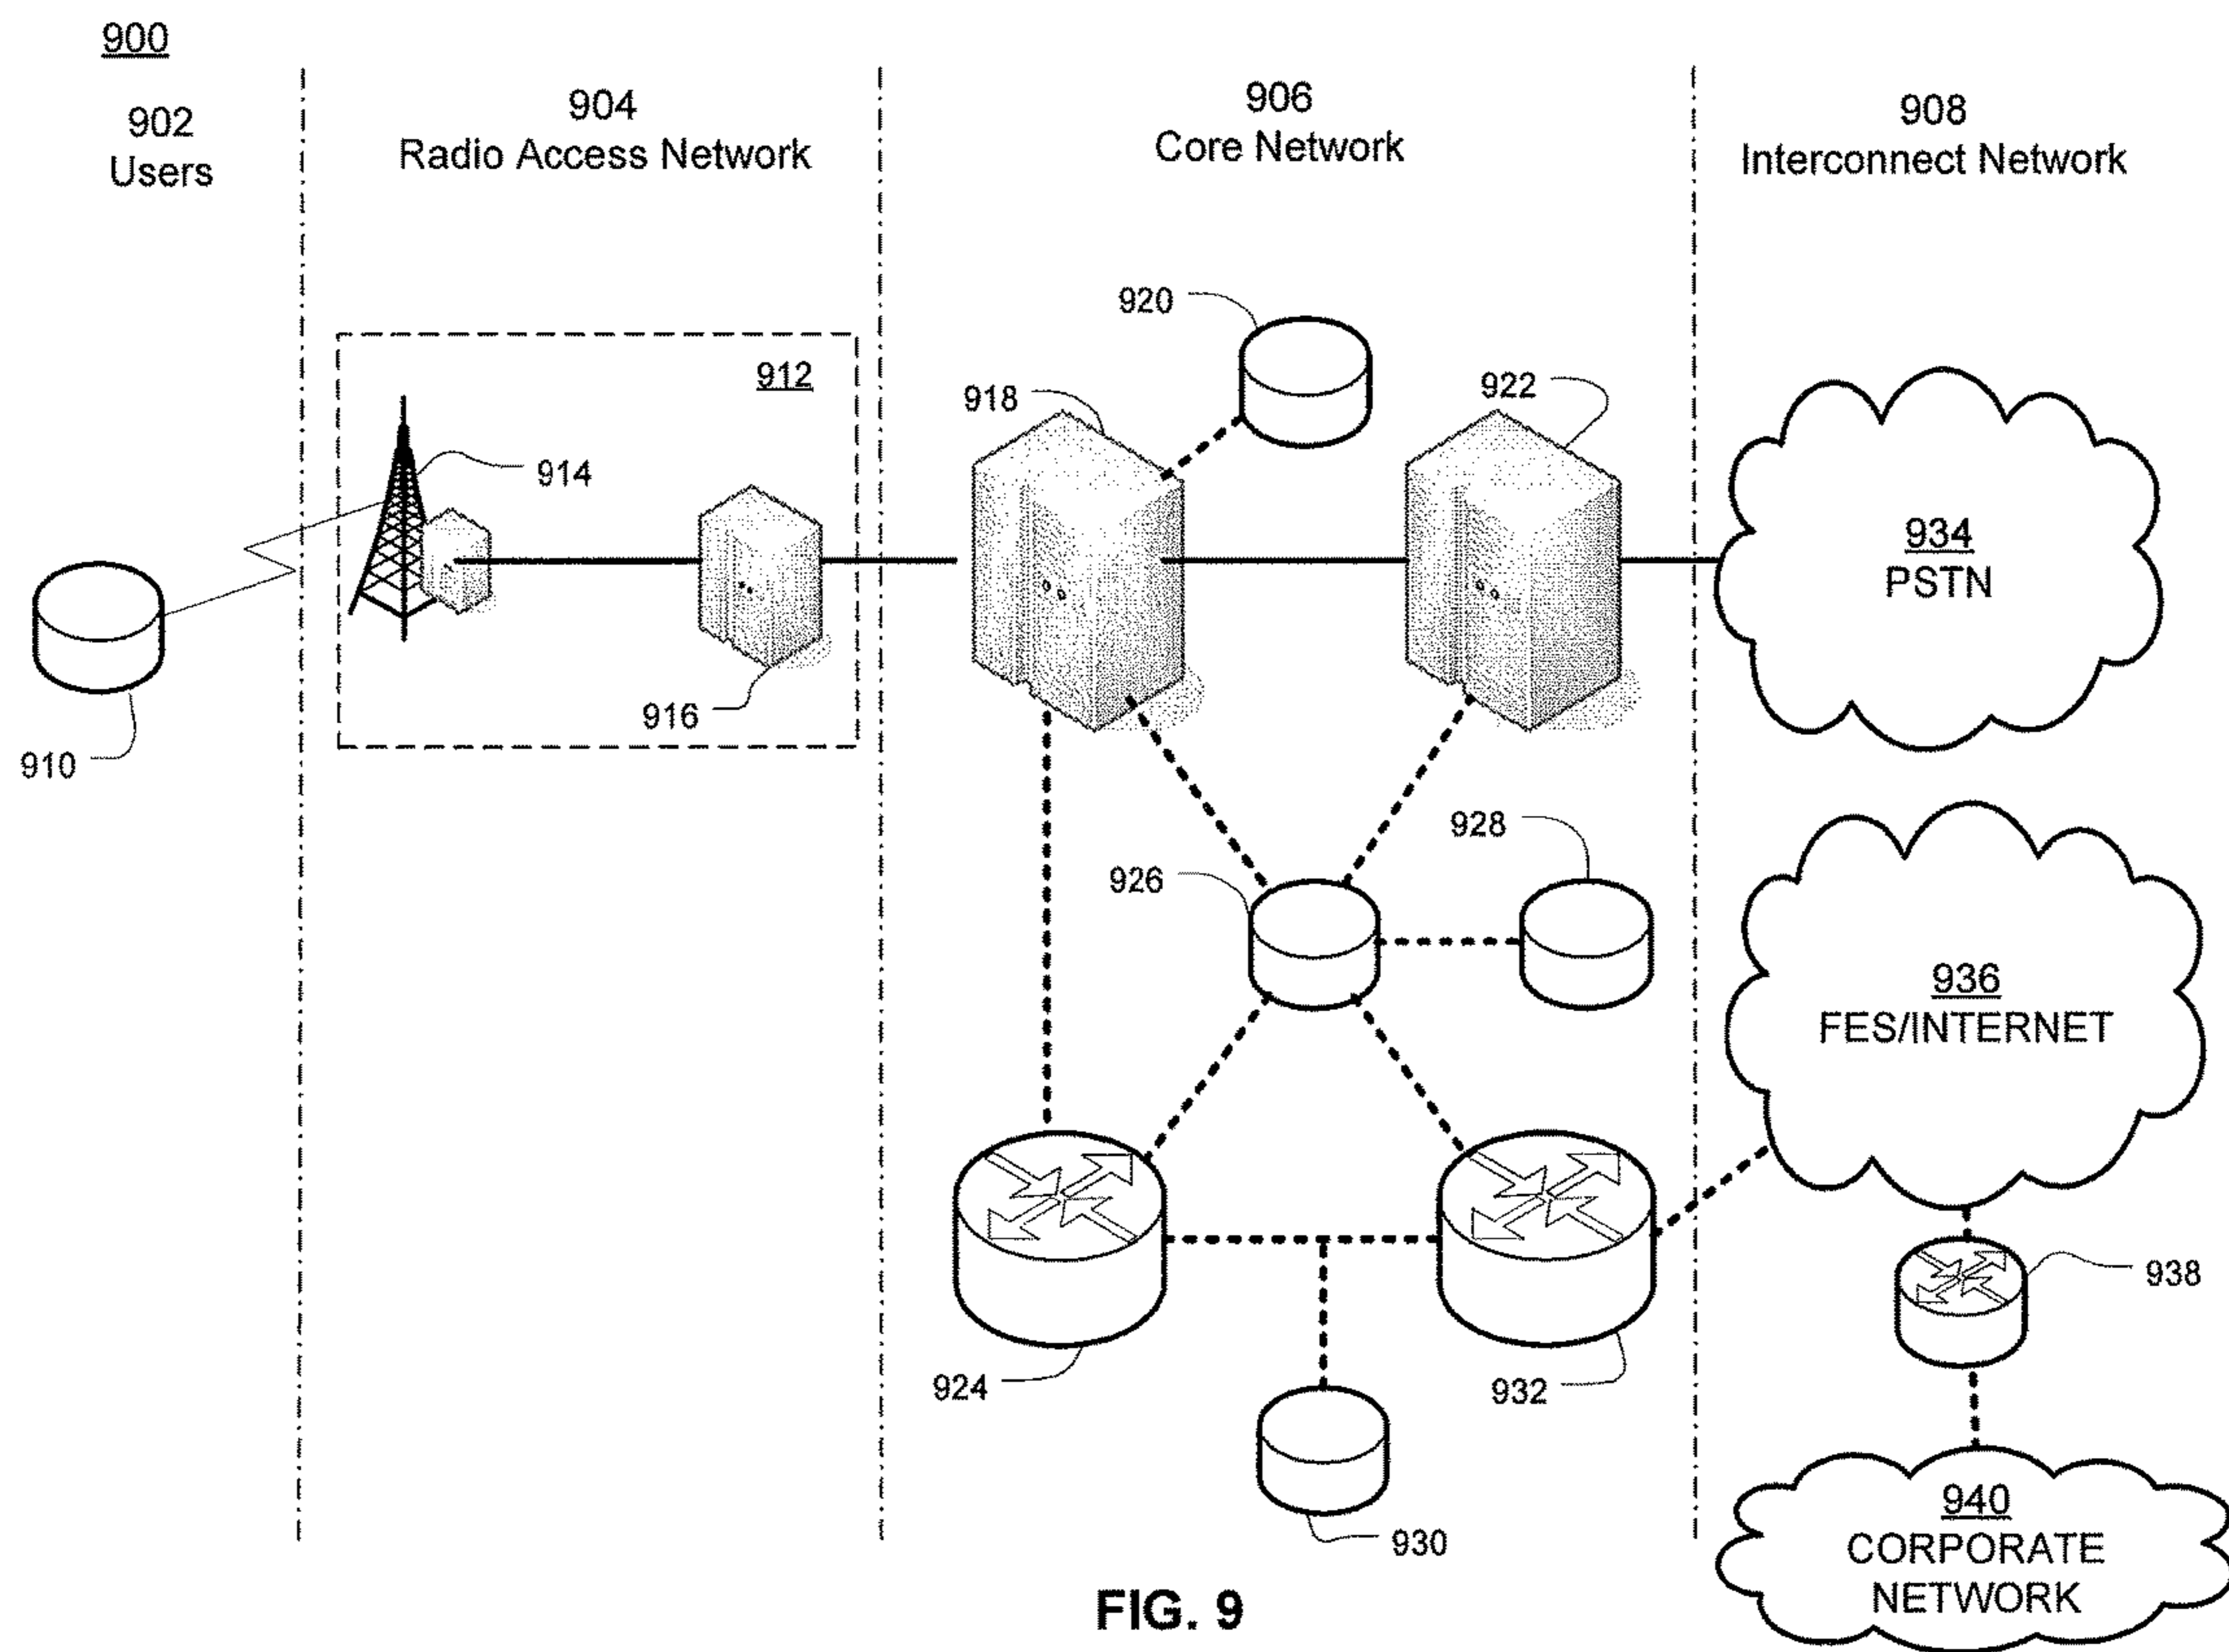 900
902
Users
904
Radio Access Network
906
Core Network
908
Interconnect Network
920
912
918
922
914
934
PSTN
916
910
928
926
936
FES/INTERNET
938
924
932
940
CORPORATE
NETWORK
930
FIG. 9